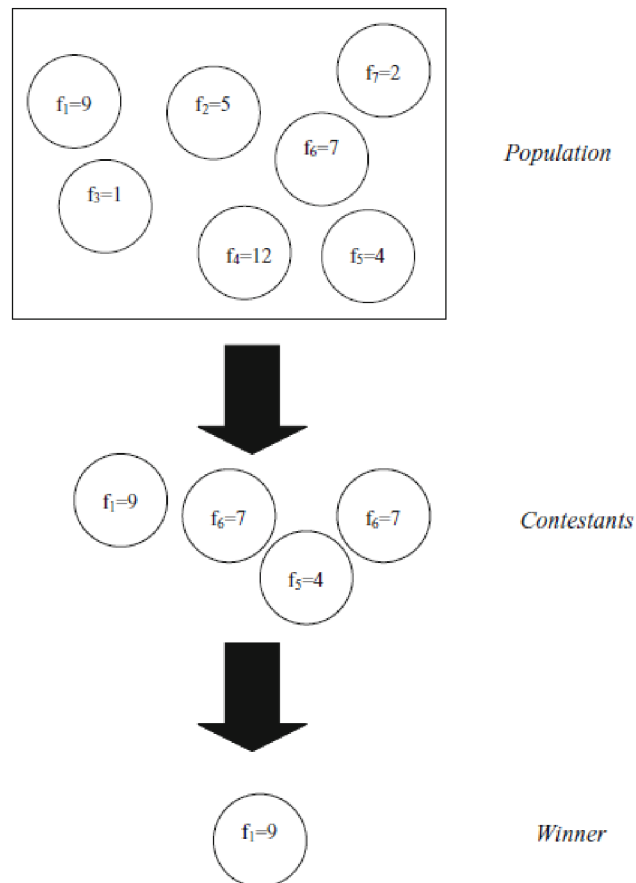 f₇=2
f₁=9
f₂=5
f₆=7
Population
f₃=1
f₄=12
f₅=4
f₁=9
f₆=7
f₆=7
Contestants
f₅=4
f₁=9
Winner